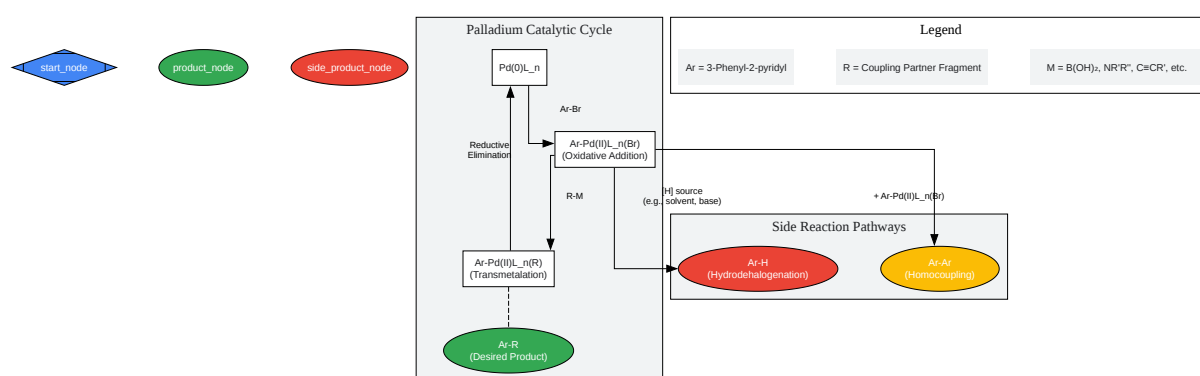 Palladium Catalytic Cycle
Legend
start_node
product_node
side_product_node
Pd(0)L_n
Ar = 3-Phenyl-2-pyridyl
R = Coupling Partner Fragment
M = B(OH)₂, NR'R'', C≡CR', etc.
Ar-Br
Reductive
Elimination
Ar-Pd(II)L_n(Br)
(Oxidative Addition)
R-M
[H] source
(e.g., solvent, base)
+ Ar-Pd(II)L_n(Br)
Side Reaction Pathways
Ar-Pd(II)L_n(R)
(Transmetalation)
Ar-H
(Hydrodehalogenation)
Ar-Ar
(Homocoupling)
Ar-R
(Desired Product)